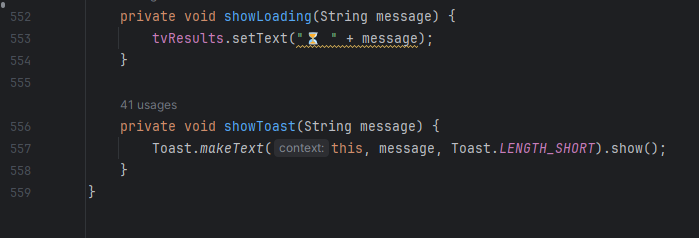 552 private void showLoading(String message) {
553 tvResults.setText("⏳ " + message);
554 }
555
41 usages
556 private void showToast(String message) {
557 Toast.makeText( context: this, message, Toast.LENGTH_SHORT).show();
558 }
559 }